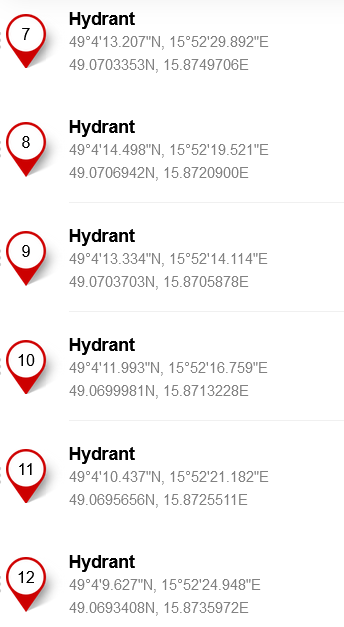 7
Hydrant
49°4'13.207"N, 15°52'29.892"E
49.0703353N, 15.8749706E
8
Hydrant
49°4'14.498"N, 15°52'19.521"E
49.0706942N, 15.8720900E
9
Hydrant
49°4'13.334"N, 15°52'14.114"E
49.0703703N, 15.8705878E
10
Hydrant
49°4'11.993"N, 15°52'16.759"E
49.0699981N, 15.8713228E
11
Hydrant
49°4'10.437"N, 15°52'21.182"E
49.0695656N, 15.8725511E
12
Hydrant
49°4'9.627"N, 15°52'24.948"E
49.0693408N, 15.8735972E